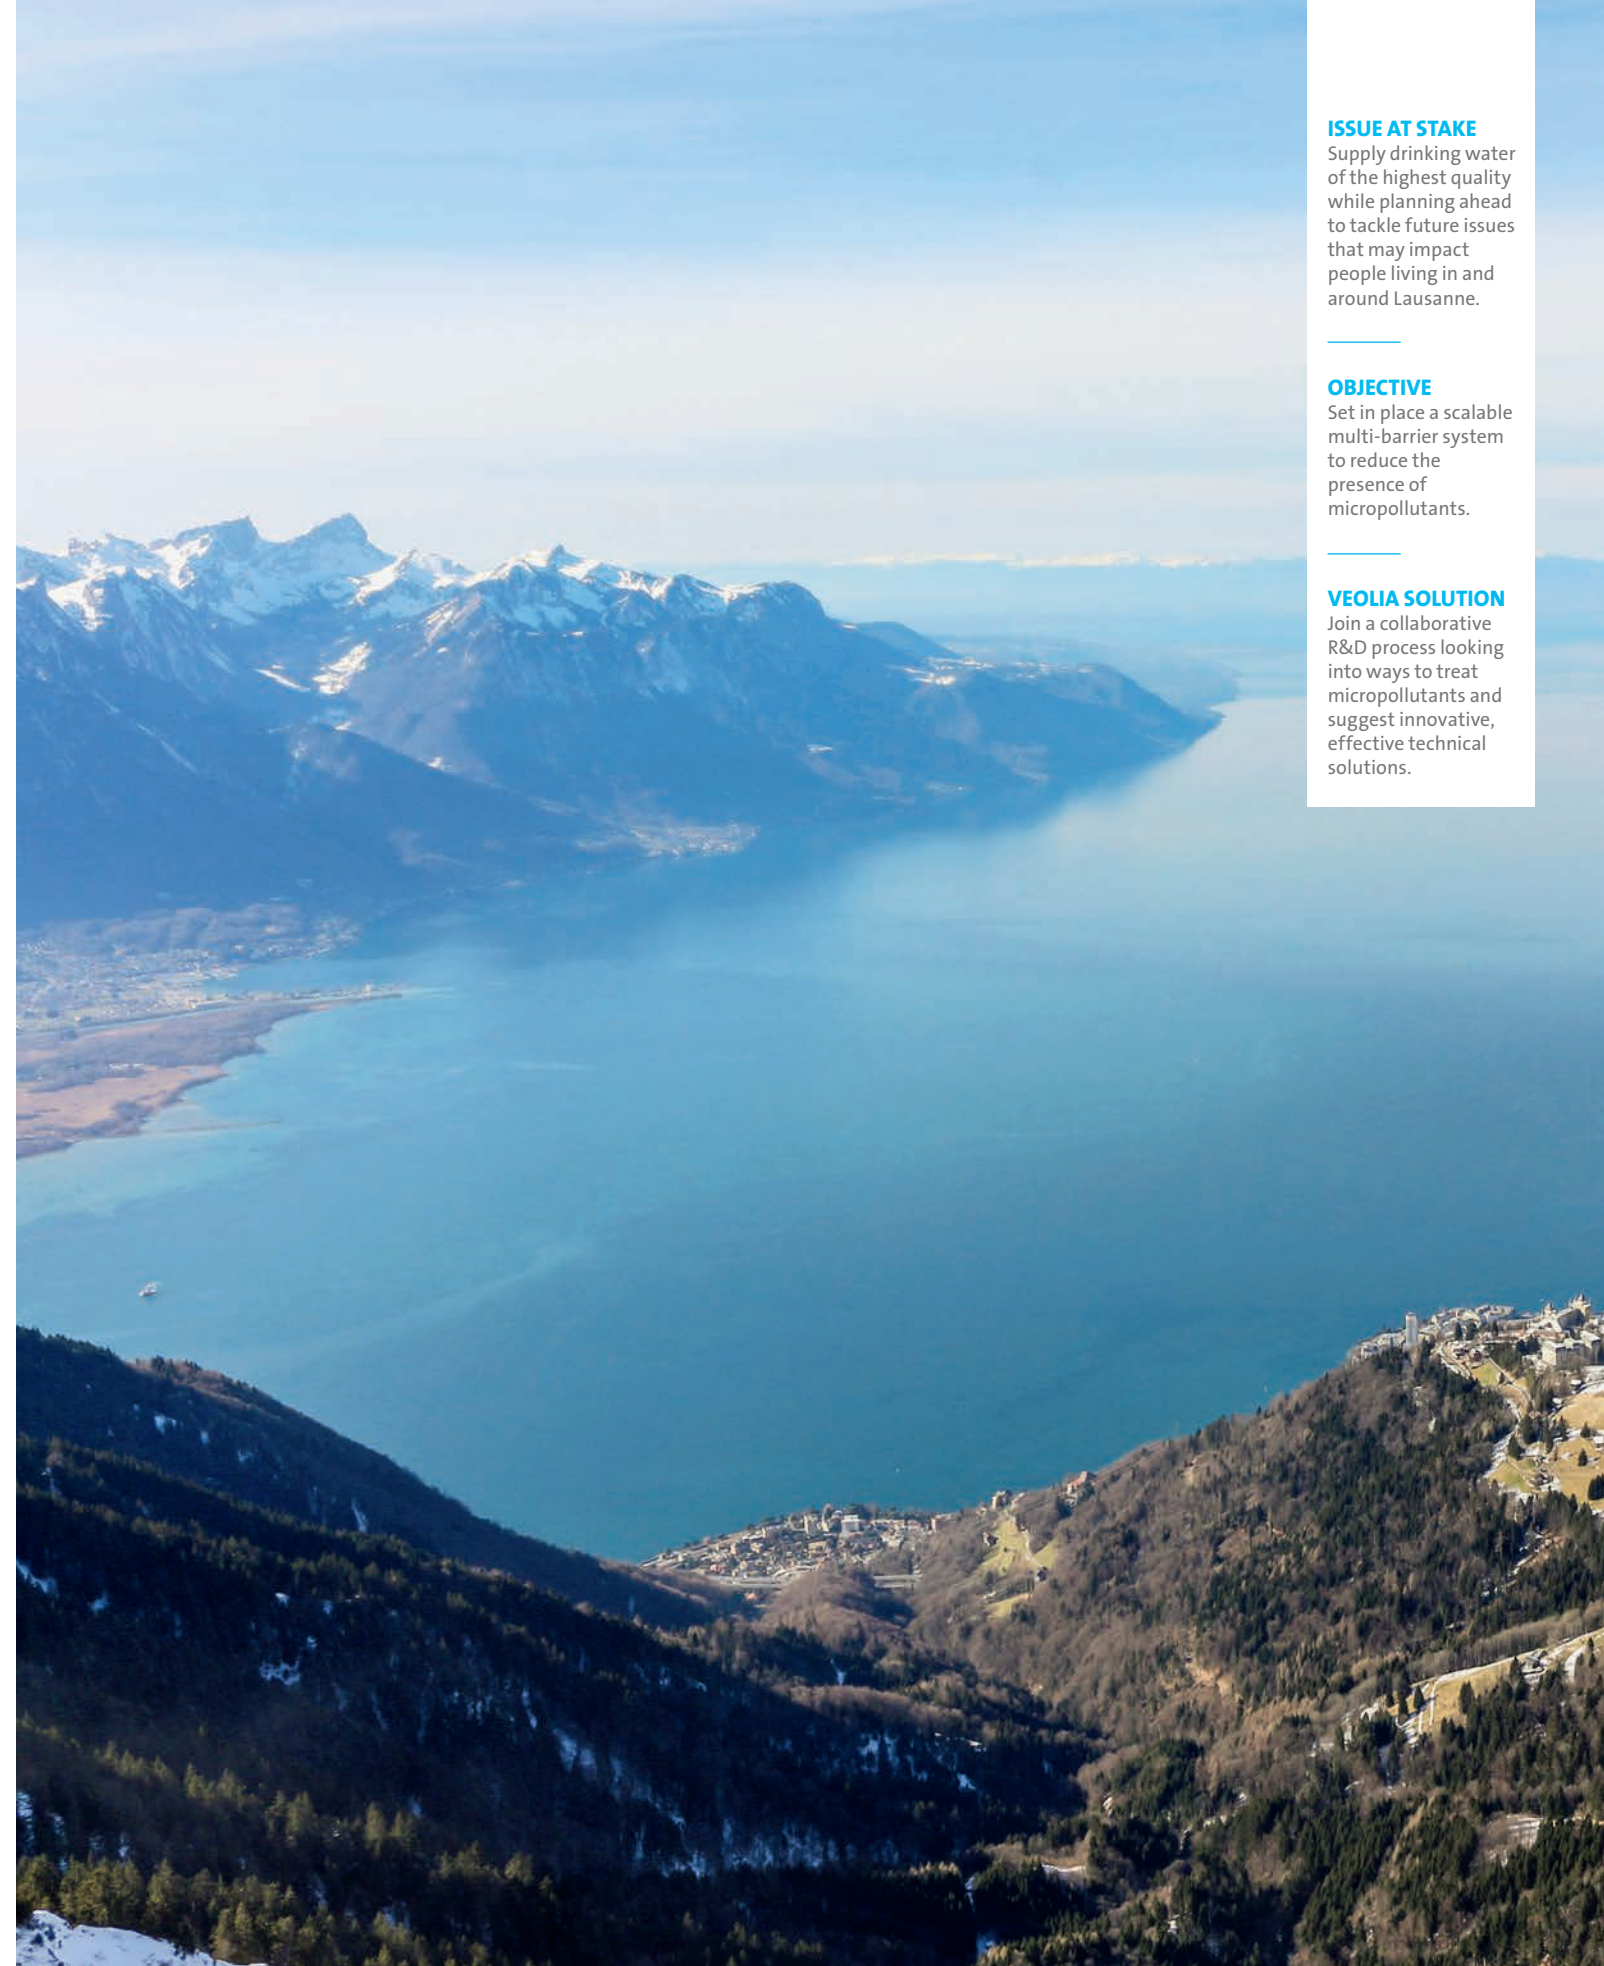 ISSUE AT STAKE
Supply drinking water
of the highest quality
while planning ahead
to tackle future issues
that may impact
people living in and
around Lausanne.
OBJECTIVE
Set in place a scalable
multi-barrier system
to reduce the
presence of
micropollutants.
VEOLIA SOLUTION
Join a collaborative
R&D process looking
into ways to treat
micropollutants and
suggest innovative,
effective technical
solutions.